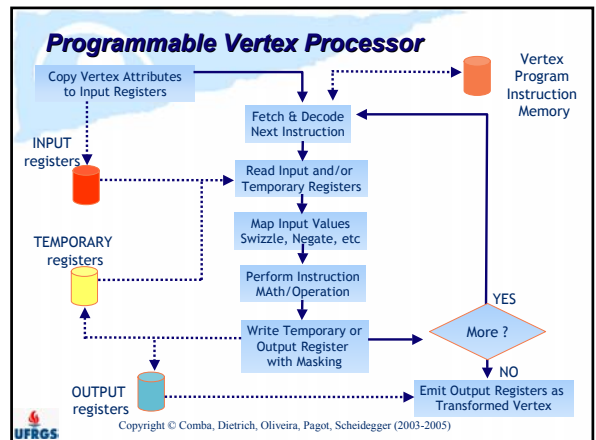 Programmable Vertex Processor
Copy Vertex Attributes
to Input Registers
Vertex
Program
Instruction
Memory
Fetch & Decode
Next Instruction
INPUT
registers
Read Input and/or
Temporary Registers
Map Input Values
Swizzle, Negate, etc
TEMPORARY
registers
Perform Instruction
MAth/Operation
YES
Write Temporary or
Output Register
with Masking
More ?
NO
OUTPUT
registers
Emit Output Registers as
Transformed Vertex
Copyright © Comba, Dietrich, Oliveira, Pagot, Scheidegger (2003-2005)
UFRGS